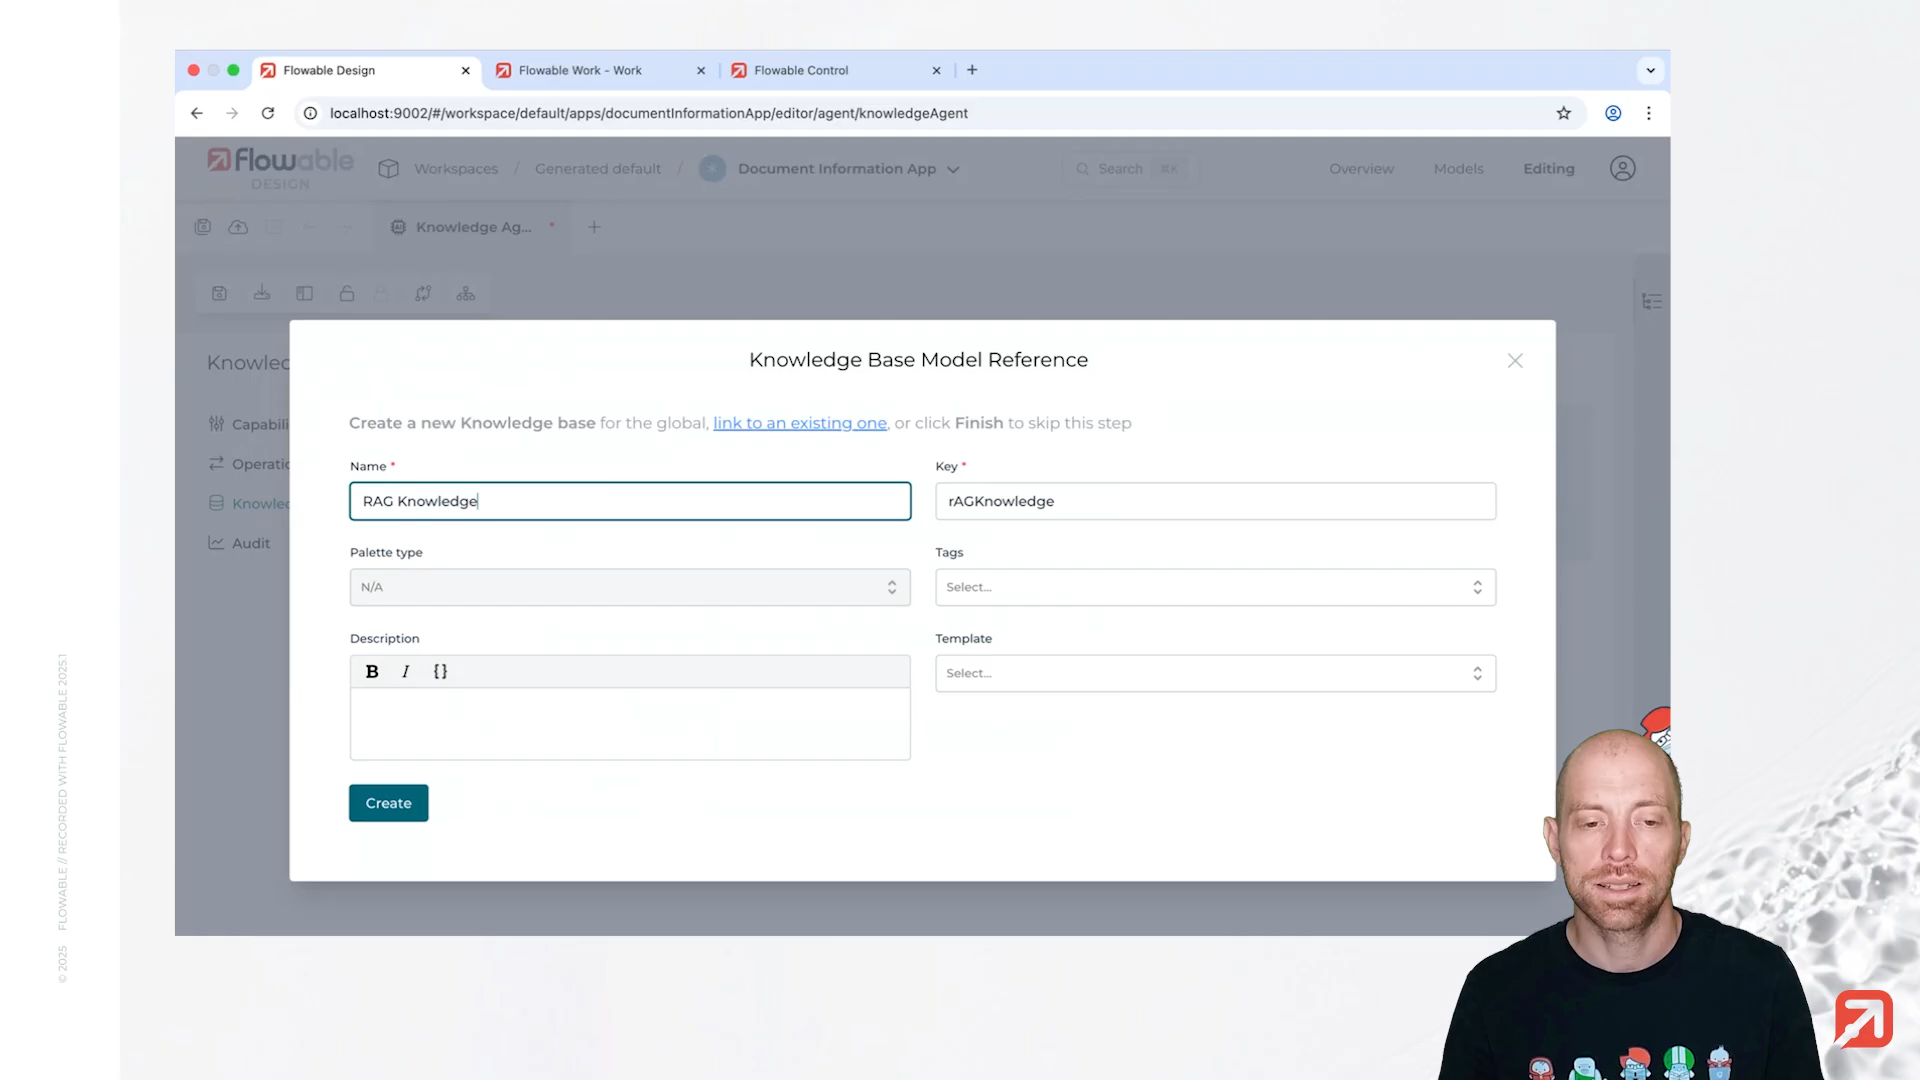 Flowable Design
Flowable Work - Work
Flowable Control
localhost:9002/#/workspace/default/apps/documentInformationApp/editor/agent/knowledgeAgent
Flowable
DESIGN
Workspaces / Generated default / Document Information App
Search ⌘K
Overview
Models
Editing
Knowledge Ag... *
Knowled
Capabili
Operatio
Knowled
Audit
Knowledge Base Model Reference
Create a new Knowledge base for the global, link to an existing one, or click Finish to skip this step
Name *
Key *
RAG Knowledge
rAGKnowledge
Palette type
Tags
N/A
Select...
Description
Template
B I {}
Select...
Create
© 2025 FLOWABLE // RECORDED WITH FLOWABLE 2025.1